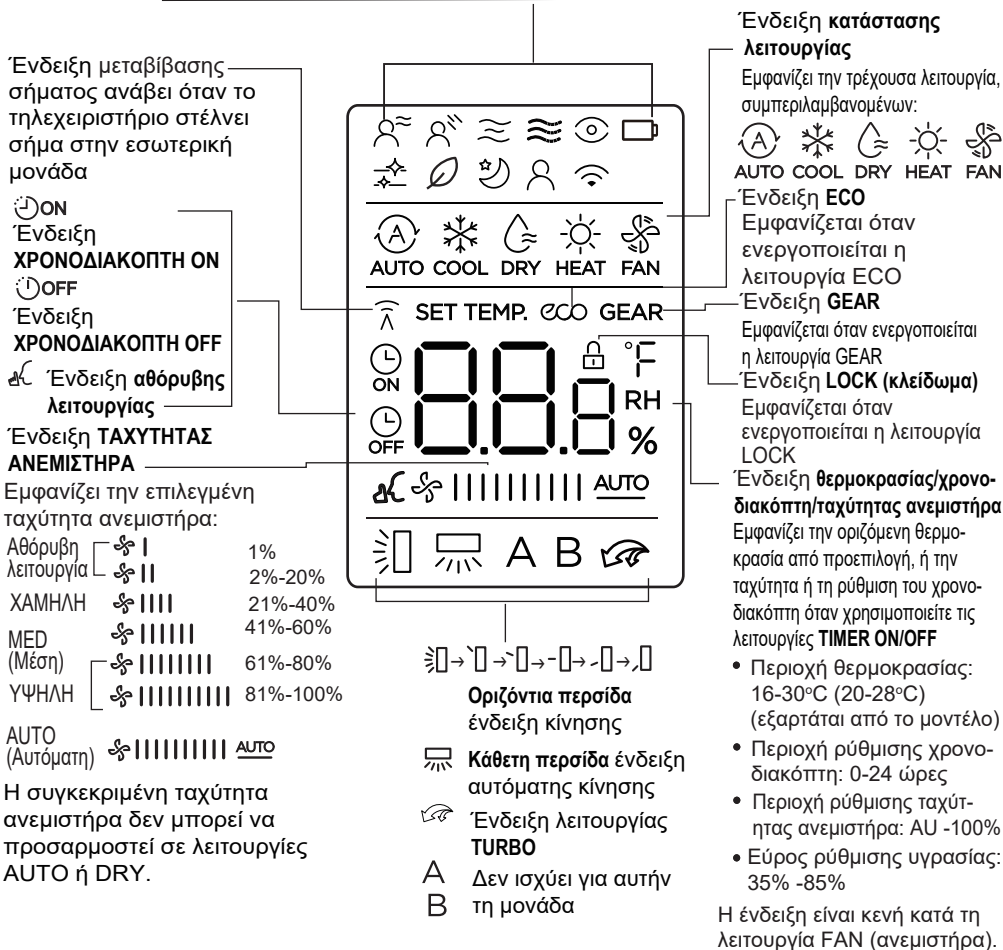 Ένδειξη μεταβίβασης
σήματος ανάβει όταν το
τηλεχειριστήριο στέλνει
σήμα στην εσωτερική
μονάδα
ON
Ένδειξη
ΧΡΟΝΟΔΙΑΚΟΠΤΗ ON
OFF
Ένδειξη
ΧΡΟΝΟΔΙΑΚΟΠΤΗ OFF
Ένδειξη αθόρυβης
λειτουργίας
Ένδειξη ΤΑΧΥΤΗΤΑΣ
ΑΝΕΜΙΣΤΗΡΑ
Εμφανίζει την επιλεγμένη
ταχύτητα ανεμιστήρα:
Αθόρυβη
λειτουργία
1%
2%-20%
ΧΑΜΗΛΗ 21%-40%
MED
(Μέση)
41%-60%
61%-80%
ΥΨΗΛΗ 81%-100%
AUTO
(Αυτόματη) AUTO
Η συγκεκριμένη ταχύτητα
ανεμιστήρα δεν μπορεί να
προσαρμοστεί σε λειτουργίες
AUTO ή DRY.
A
AUTO COOL DRY HEAT FAN
SET TEMP. eco GEAR
ON
88.8 °F
RH
OFF
%
AUTO
A B
Οριζόντια περσίδα
ένδειξη κίνησης
Κάθετη περσίδα ένδειξη
αυτόματης κίνησης
Ένδειξη λειτουργίας
TURBO
A Δεν ισχύει για αυτήν
B τη μονάδα
Ένδειξη κατάστασης
λειτουργίας
Εμφανίζει την τρέχουσα λειτουργία,
συμπεριλαμβανομένων:
A
AUTO COOL DRY HEAT FAN
Ένδειξη ECO
Εμφανίζεται όταν
ενεργοποιείται η
λειτουργία ECO
Ένδειξη GEAR
Εμφανίζεται όταν ενεργοποιείται
η λειτουργία GEAR
Ένδειξη LOCK (κλείδωμα)
Εμφανίζεται όταν
ενεργοποιείται η λειτουργία
LOCK
Ένδειξη θερμοκρασίας/χρονο-
διακόπτη/ταχύτητας ανεμιστήρα
Εμφανίζει την οριζόμενη θερμο-
κρασία από προεπιλογή, ή την
ταχύτητα ή τη ρύθμιση του χρονο-
διακόπτη όταν χρησιμοποιείτε τις
λειτουργίες TIMER ON/OFF
• Περιοχή θερμοκρασίας:
16-30°C (20-28°C)
(εξαρτάται από το μοντέλο)
• Περιοχή ρύθμισης χρονο-
διακόπτη: 0-24 ώρες
• Περιοχή ρύθμισης ταχύτ-
ητας ανεμιστήρα: AU -100%
• Εύρος ρύθμισης υγρασίας:
35% -85%
Η ένδειξη είναι κενή κατά τη
λειτουργία FAN (ανεμιστήρα).